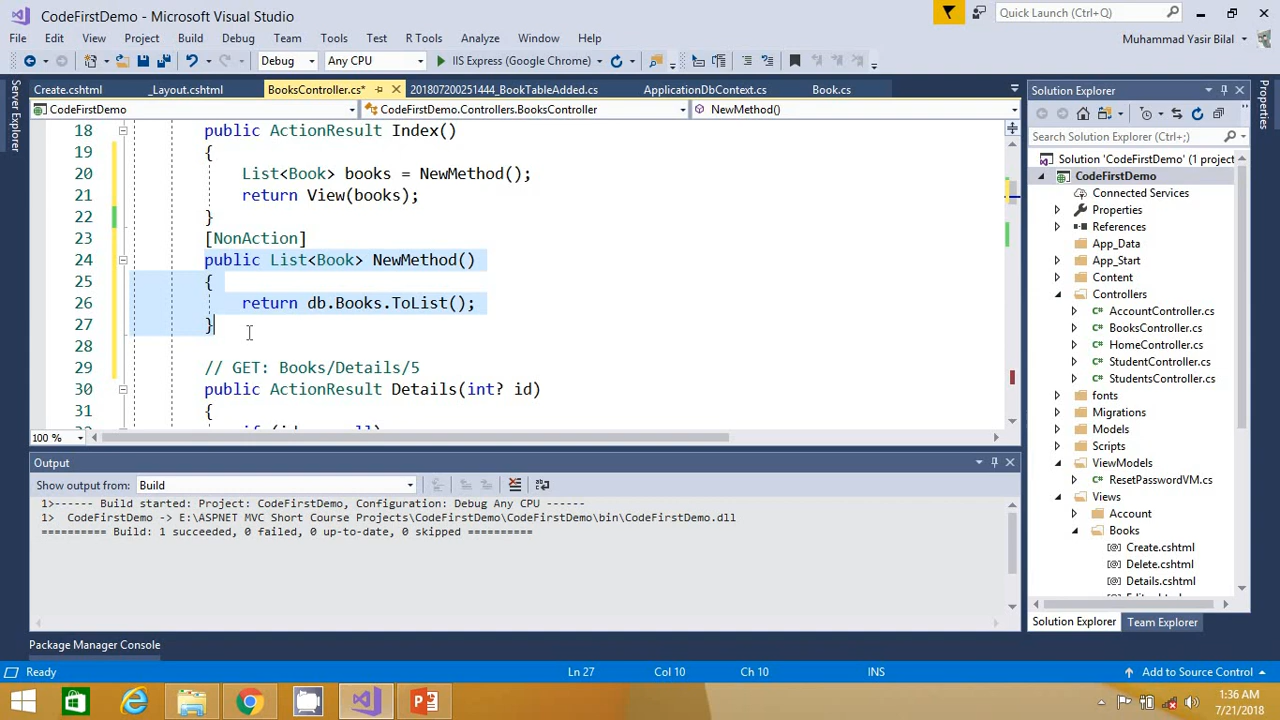 CodeFirstDemo - Microsoft Visual Studio
Quick Launch (Ctrl+Q)
File Edit View Project Build Debug Team Tools Test R Tools Analyze Window Help
Muhammad Yasir Bilal
Debug Any CPU IIS Express (Google Chrome)
Server Explorer Toolbox
Create.cshtml _Layout.cshtml BooksController.cs* 201807200251444_BookTableAdded.cs ApplicationDbContext.cs Book.cs
CodeFirstDemo CodeFirstDemo.Controllers.BooksController NewMethod()
18 public ActionResult Index()
19 {
20 List<Book> books = NewMethod();
21 return View(books);
22 }
23 [NonAction]
24 public List<Book> NewMethod()
25 {
26 return db.Books.ToList();
27 }
28
29 // GET: Books/Details/5
30 public ActionResult Details(int? id)
31 {
100 %
Output
Show output from: Build
1>------ Build started: Project: CodeFirstDemo, Configuration: Debug Any CPU ------
1> CodeFirstDemo -> E:\ASPNET MVC Short Course Projects\CodeFirstDemo\CodeFirstDemo\bin\CodeFirstDemo.dll
========== Build: 1 succeeded, 0 failed, 0 up-to-date, 0 skipped ==========
Package Manager Console
Solution Explorer
Search Solution Explorer (Ctrl+;)
Solution 'CodeFirstDemo' (1 project
CodeFirstDemo
Connected Services
Properties
References
App_Data
App_Start
Content
Controllers
AccountController.cs
BooksController.cs
HomeController.cs
StudentController.cs
StudentsController.cs
fonts
Migrations
Models
Scripts
ViewModels
ResetPasswordVM.cs
Views
Account
Books
Create.cshtml
Delete.cshtml
Details.cshtml
Solution Explorer Team Explorer
Properties
Ready Ln 27 Col 10 Ch 10 INS Add to Source Control
1:36 AM
7/21/2018